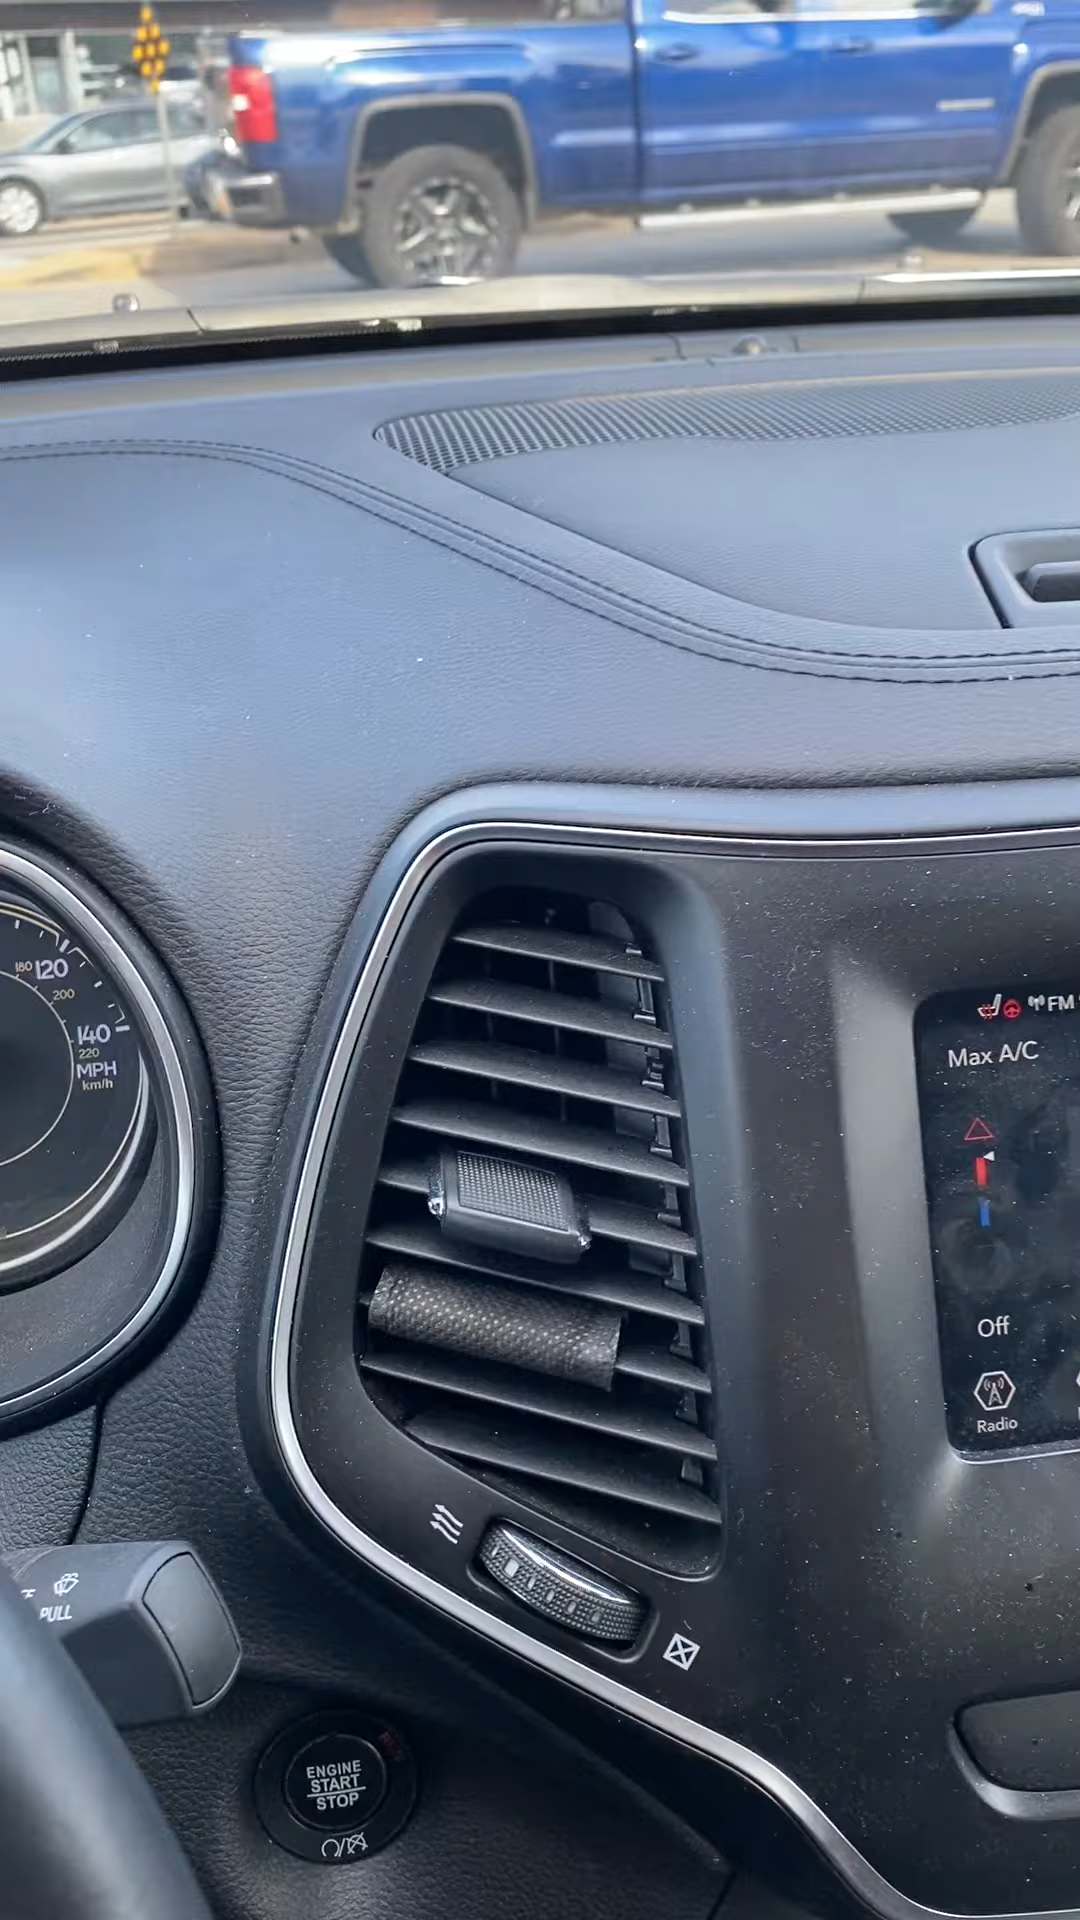 180 120
200
140
220
MPH
km/h
FM
Max A/C
Off
Radio
PULL
ENGINE
START
STOP